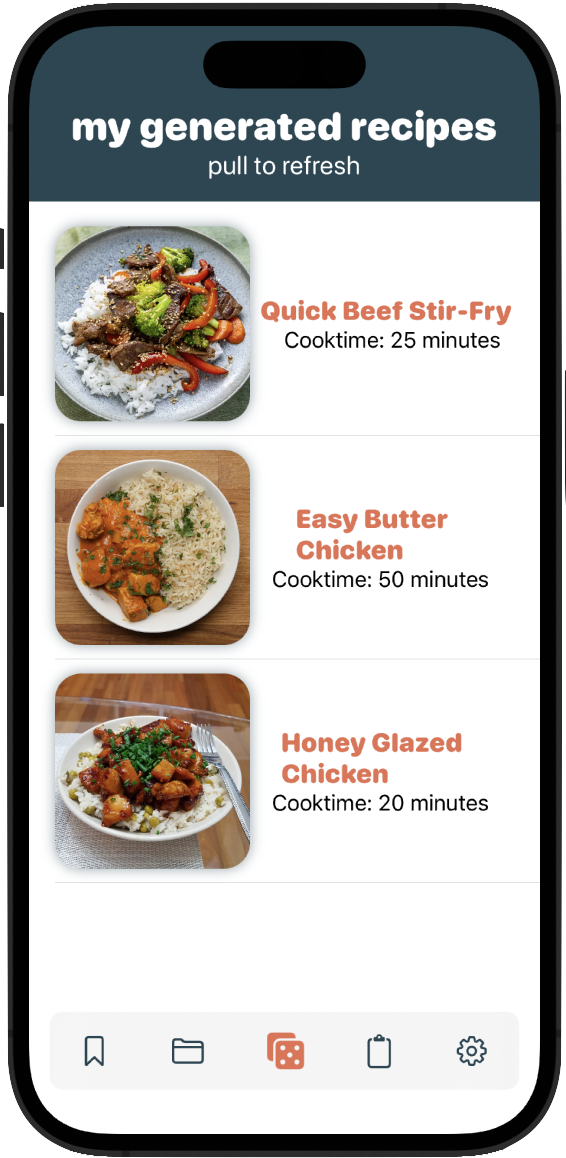 my generated recipes
pull to refresh
Quick Beef Stir-Fry
Cooktime: 25 minutes
Easy Butter
Chicken
Cooktime: 50 minutes
Honey Glazed
Chicken
Cooktime: 20 minutes